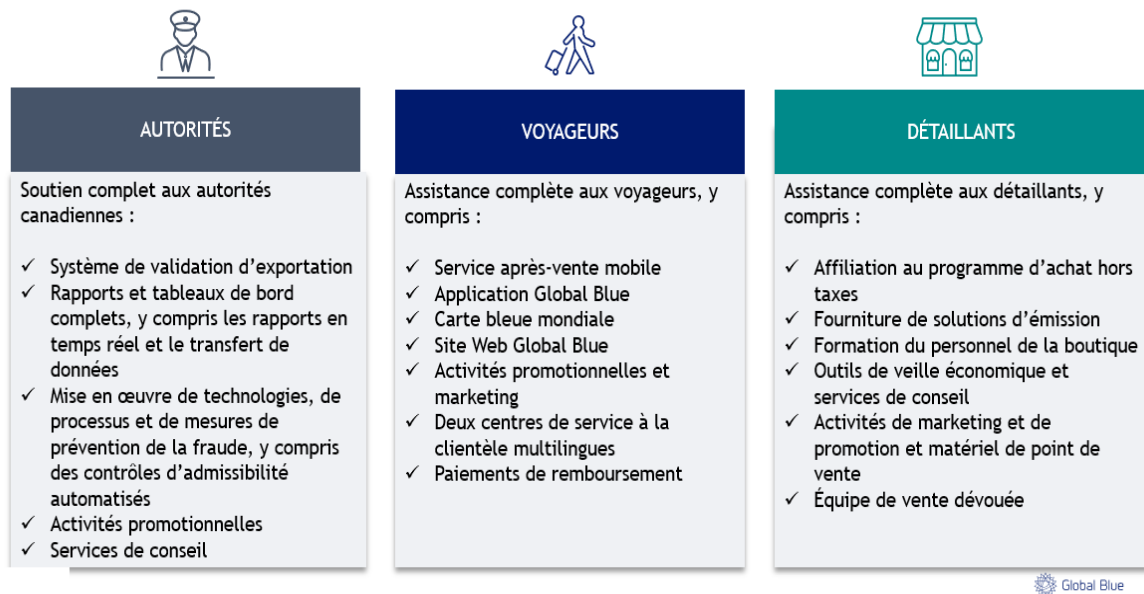 AUTORITÉS
Soutien complet aux autorités
canadiennes :
✓ Système de validation d’exportation
✓ Rapports et tableaux de bord
complets, y compris les rapports en
temps réel et le transfert de
données
✓ Mise en œuvre de technologies, de
processus et de mesures de
prévention de la fraude, y compris
des contrôles d’admissibilité
automatisés
✓ Activités promotionnelles
✓ Services de conseil
VOYAGEURS
Assistance complète aux voyageurs, y
compris :
✓ Service après-vente mobile
✓ Application Global Blue
✓ Carte bleue mondiale
✓ Site Web Global Blue
✓ Activités promotionnelles et
marketing
✓ Deux centres de service à la
clientèle multilingues
✓ Paiements de remboursement
DÉTAILLANTS
Assistance complète aux détaillants, y
compris :
✓ Affiliation au programme d’achat hors
taxes
✓ Fourniture de solutions d’émission
✓ Formation du personnel de la boutique
✓ Outils de veille économique et
services de conseil
✓ Activités de marketing et de
promotion et matériel de point de
vente
✓ Équipe de vente dévouée
Global Blue